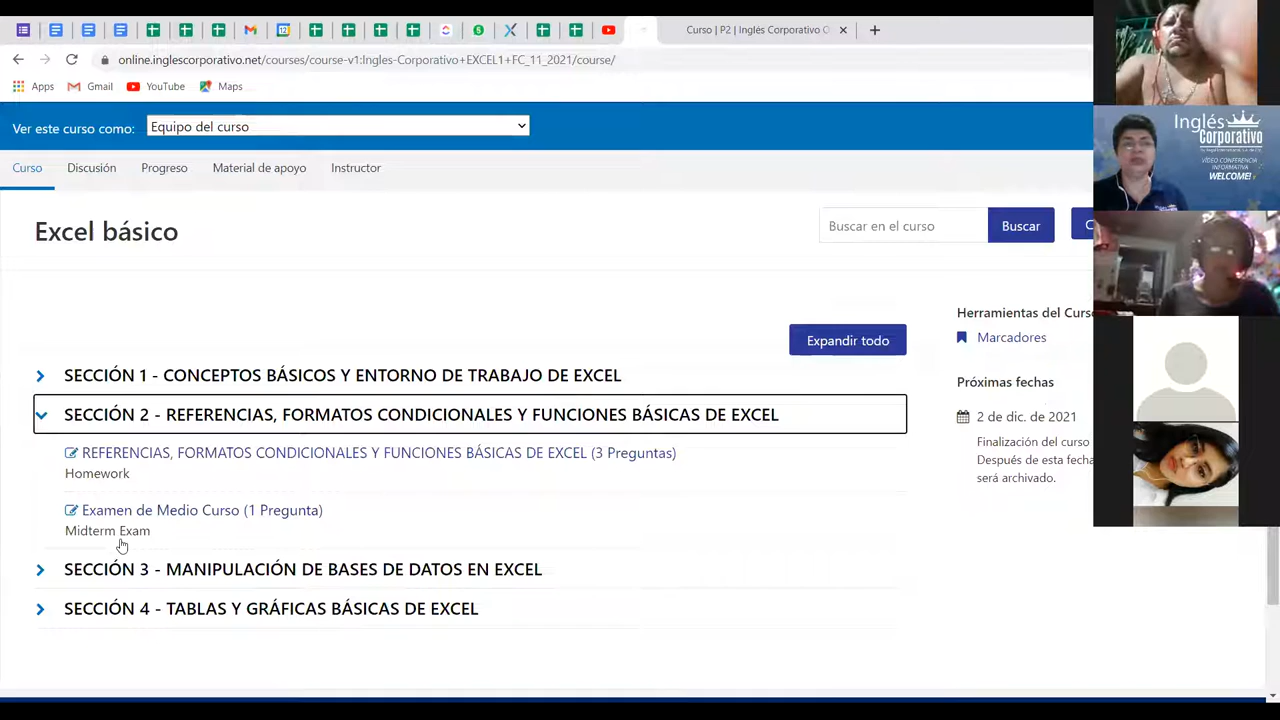 Curso | P2 | Inglés Corporativo O
online.inglescorporativo.net/courses/course-v1:Ingles-Corporativo+EXCEL1+FC_11_2021/course/
Apps Gmail YouTube Maps
Ver este curso como: Equipo del curso
Curso Discusión Progreso Material de apoyo Instructor
Excel básico
Buscar en el curso Buscar C
Expandir todo
SECCIÓN 1 - CONCEPTOS BÁSICOS Y ENTORNO DE TRABAJO DE EXCEL
SECCIÓN 2 - REFERENCIAS, FORMATOS CONDICIONALES Y FUNCIONES BÁSICAS DE EXCEL
REFERENCIAS, FORMATOS CONDICIONALES Y FUNCIONES BÁSICAS DE EXCEL (3 Preguntas)
Homework
Examen de Medio Curso (1 Pregunta)
Midterm Exam
SECCIÓN 3 - MANIPULACIÓN DE BASES DE DATOS EN EXCEL
SECCIÓN 4 - TABLAS Y GRÁFICAS BÁSICAS DE EXCEL
Herramientas del Curs
Marcadores
Próximas fechas
2 de dic. de 2021
Finalización del curso
Después de esta fecha
será archivado.
Inglés
Corporativo
VIDEO CONFERENCIA
INFORMATIVA
WELCOME!